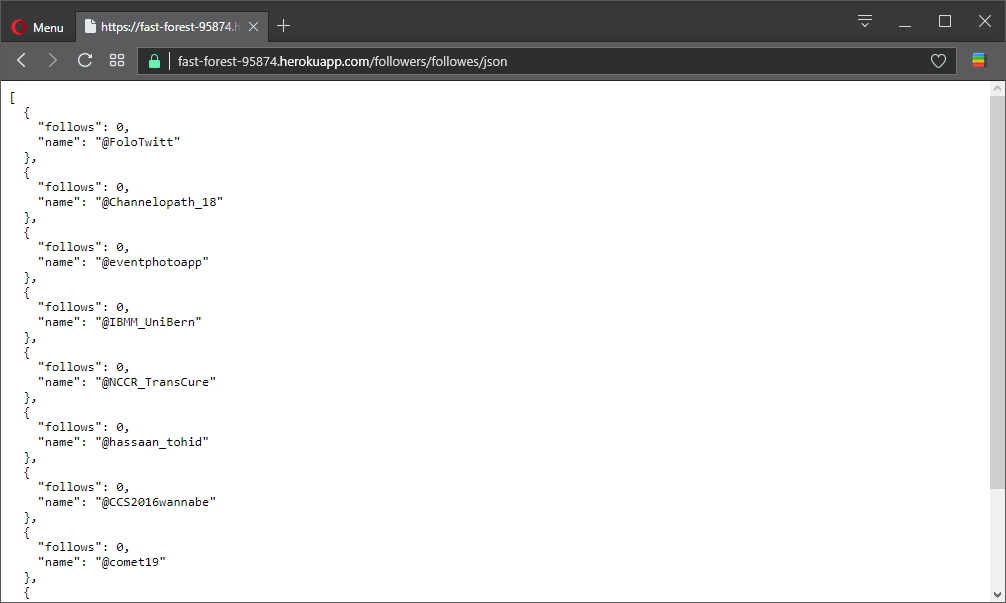 Menu
https://fast-forest-95874.h
fast-forest-95874.herokuapp.com/followers/followes/json
[
{
"follows": 0,
"name": "@FoloTwitt"
},
{
"follows": 0,
"name": "@Channelopath_18"
},
{
"follows": 0,
"name": "@eventphotoapp"
},
{
"follows": 0,
"name": "@IBMM_UniBern"
},
{
"follows": 0,
"name": "@NCCR_TransCure"
},
{
"follows": 0,
"name": "@hassaan_tohid"
},
{
"follows": 0,
"name": "@CCS2016wannabe"
},
{
"follows": 0,
"name": "@comet19"
},
{